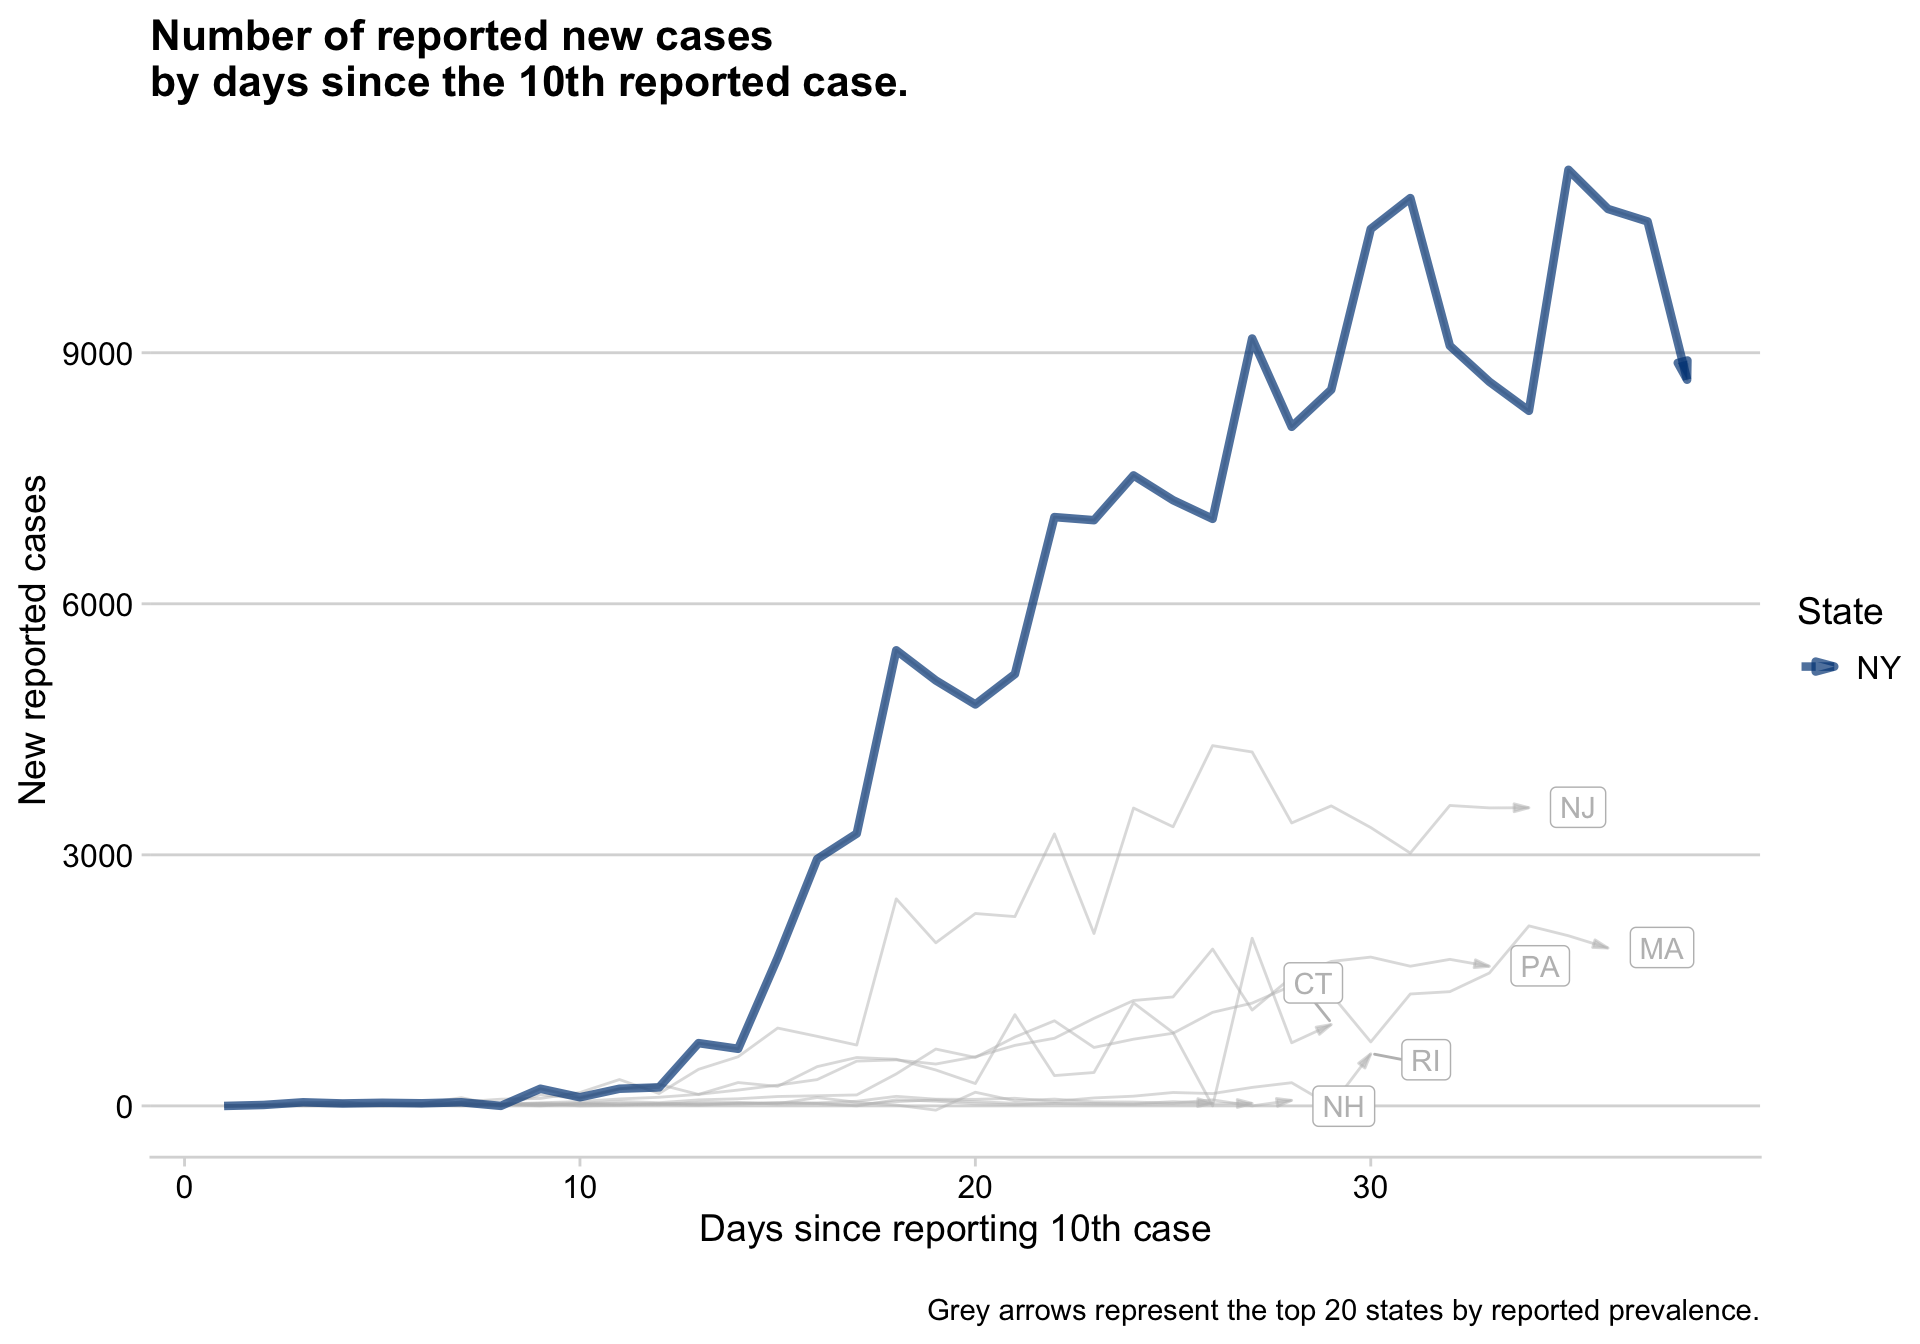 Number of reported new cases
by days since the 10th reported case.
New reported cases
9000
6000
3000
0
NJ
MA
PA
CT
RI
NH
State
NY
0 10 20 30
Days since reporting 10th case
Grey arrows represent the top 20 states by reported prevalence.